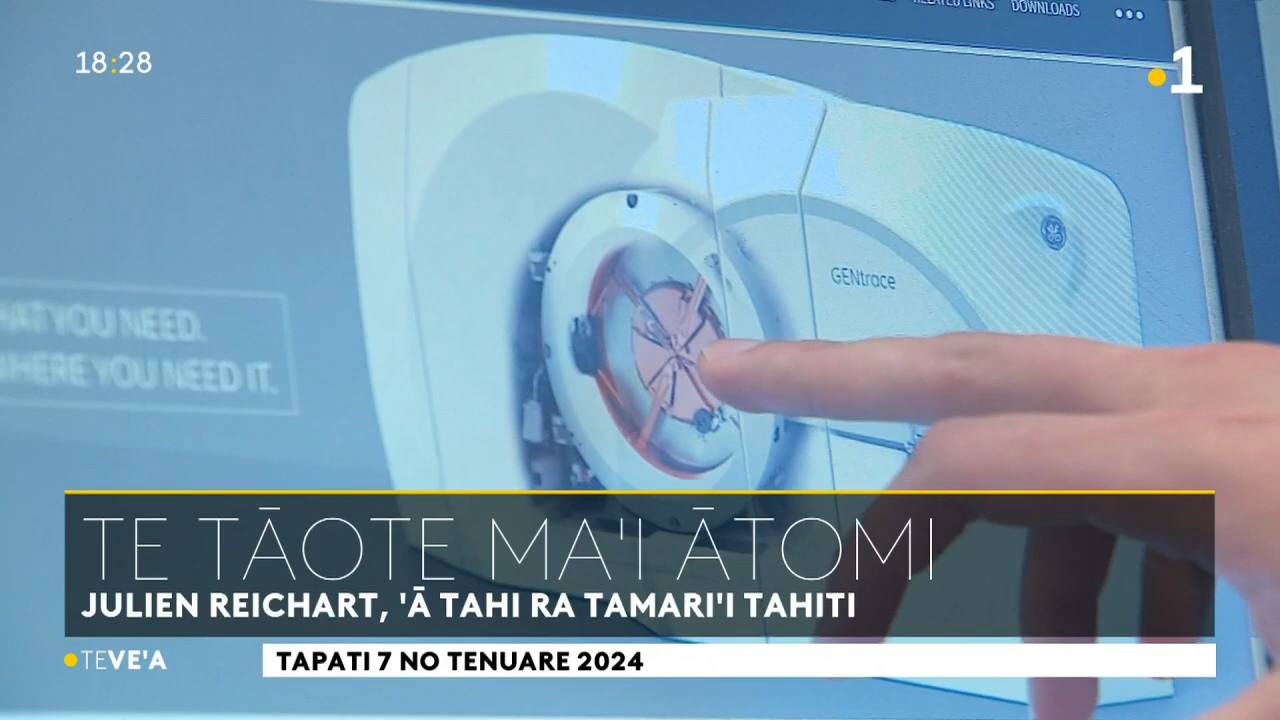 RELATED LINKS DOWNLOADS
18:28
1
GENtrace
WHAT YOU NEED.
WHERE YOU NEED IT.
TE TĀOTE MA'I ĀTOMI
JULIEN REICHART, 'Ā TAHI RA TAMARI'I TAHITI
TEVE'A
TAPATI 7 NO TENUARE 2024